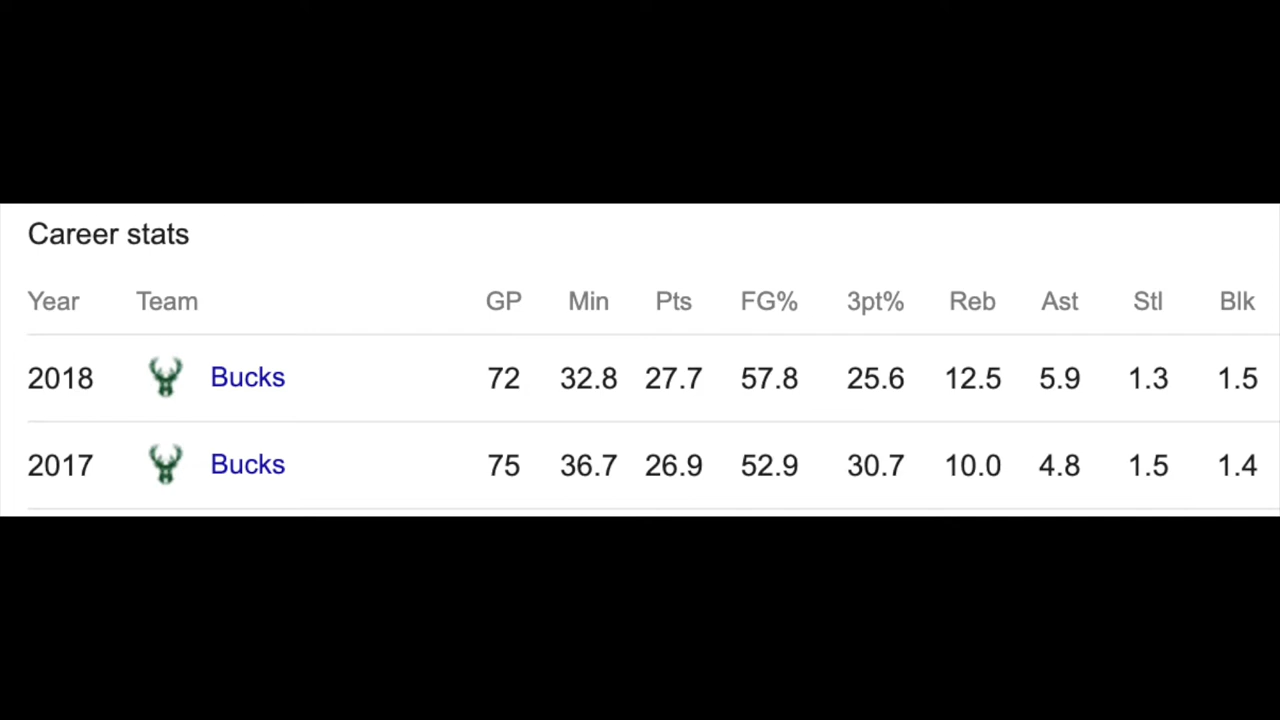 Career stats
Year Team GP Min Pts FG% 3pt% Reb Ast Stl Blk
2018 Bucks 72 32.8 27.7 57.8 25.6 12.5 5.9 1.3 1.5
2017 Bucks 75 36.7 26.9 52.9 30.7 10.0 4.8 1.5 1.4